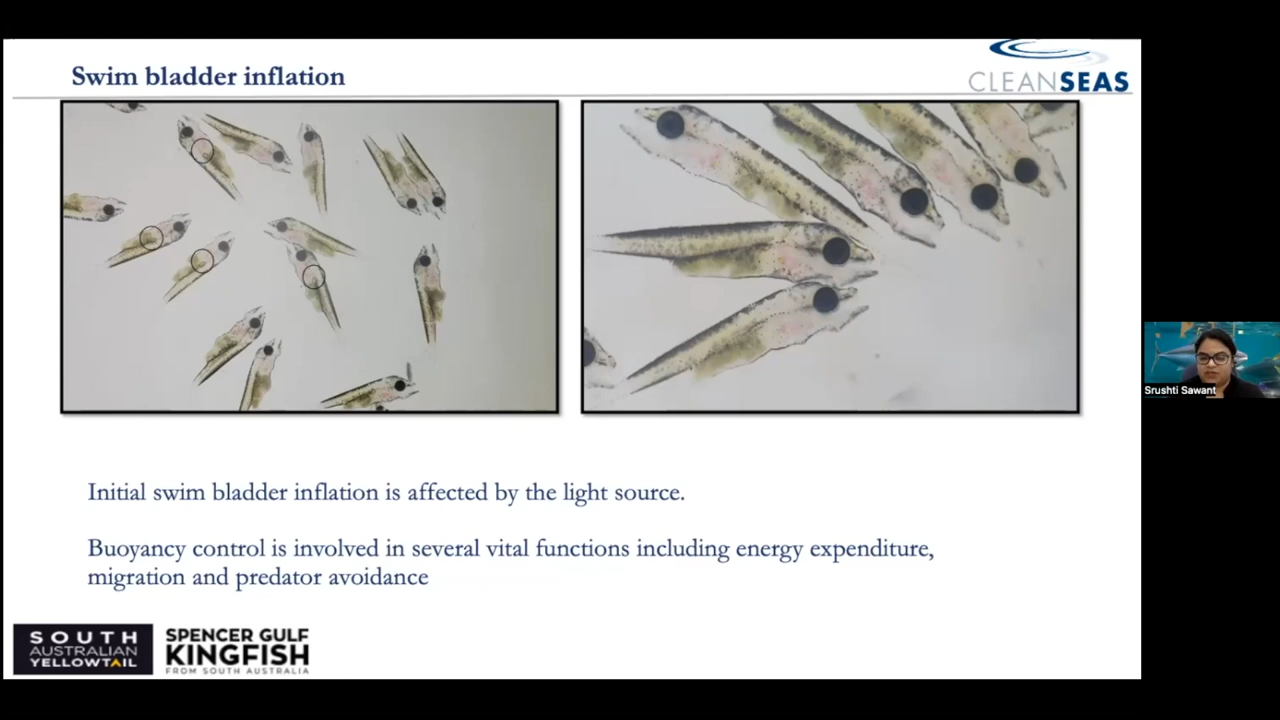 Swim bladder inflation
CLEANSEAS
Initial swim bladder inflation is affected by the light source.
Buoyancy control is involved in several vital functions including energy expenditure,
migration and predator avoidance
SOUTH
AUSTRALIAN
YELLOWTAIL
SPENCER GULF
KINGFISH
FROM SOUTH AUSTRALIA
Srushti Sawant